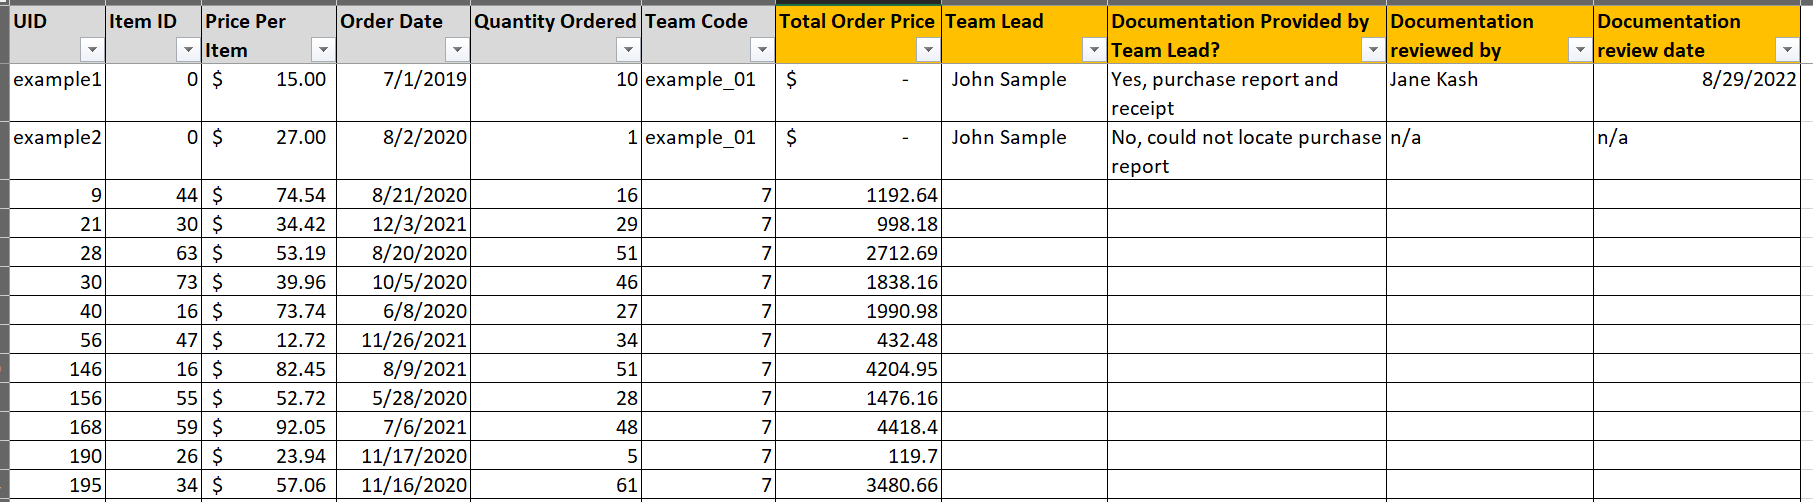 UID Item ID Price Per Item Order Date Quantity Ordered Team Code Total Order Price Team Lead Documentation Provided by Team Lead? Documentation reviewed by Documentation review date
example1 0 $ 15.00 7/1/2019 10 example_01 $ - John Sample Yes, purchase report and receipt Jane Kash 8/29/2022
example2 0 $ 27.00 8/2/2020 1 example_01 $ - John Sample No, could not locate purchase report n/a n/a
9 44 $ 74.54 8/21/2020 16 7 1192.64
21 30 $ 34.42 12/3/2021 29 7 998.18
28 63 $ 53.19 8/20/2020 51 7 2712.69
30 73 $ 39.96 10/5/2020 46 7 1838.16
40 16 $ 73.74 6/8/2020 27 7 1990.98
56 47 $ 12.72 11/26/2021 34 7 432.48
146 16 $ 82.45 8/9/2021 51 7 4204.95
156 55 $ 52.72 5/28/2020 28 7 1476.16
168 59 $ 92.05 7/6/2021 48 7 4418.4
190 26 $ 23.94 11/17/2020 5 7 119.7
195 34 $ 57.06 11/16/2020 61 7 3480.66